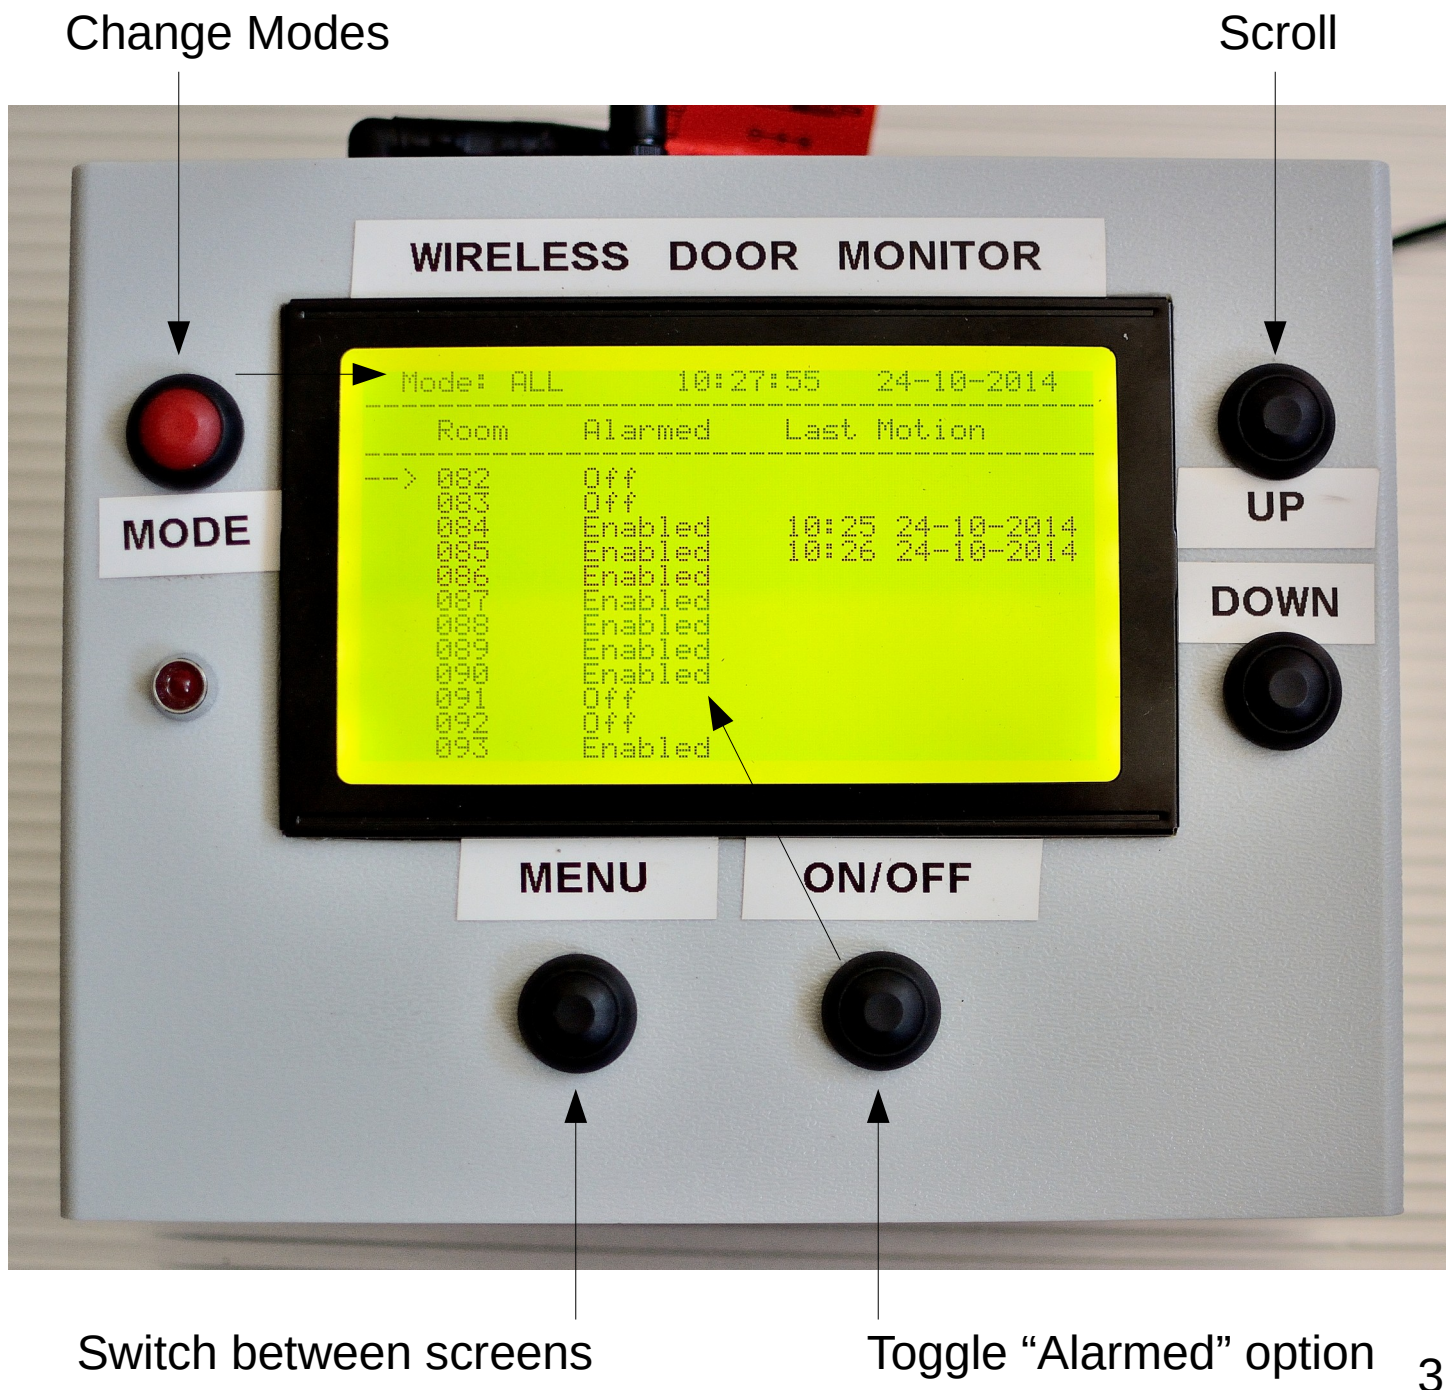 Change Modes
Scroll
WIRELESS DOOR MONITOR
Mode: ALL 10:27:55 24-10-2014
Room Alarmed Last Motion
--> 082 Off
083 Off
084 Enabled 10:25 24-10-2014
085 Enabled 10:26 24-10-2014
086 Enabled
087 Enabled
088 Enabled
089 Enabled
090 Enabled
091 Off
092 Off
093 Enabled
MODE
UP
DOWN
MENU
ON/OFF
Switch between screens
Toggle “Alarmed” option
3